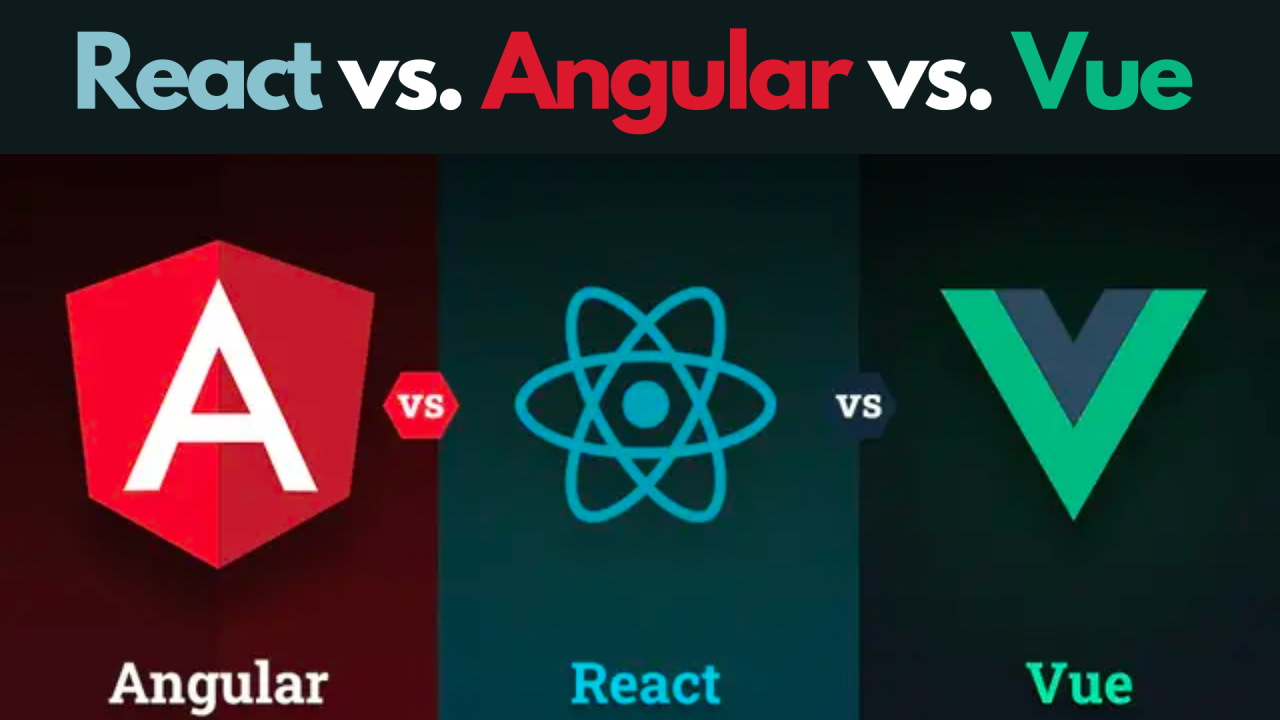 React vs. Angular vs. Vue
A
vs
vs
Angular
React
Vue